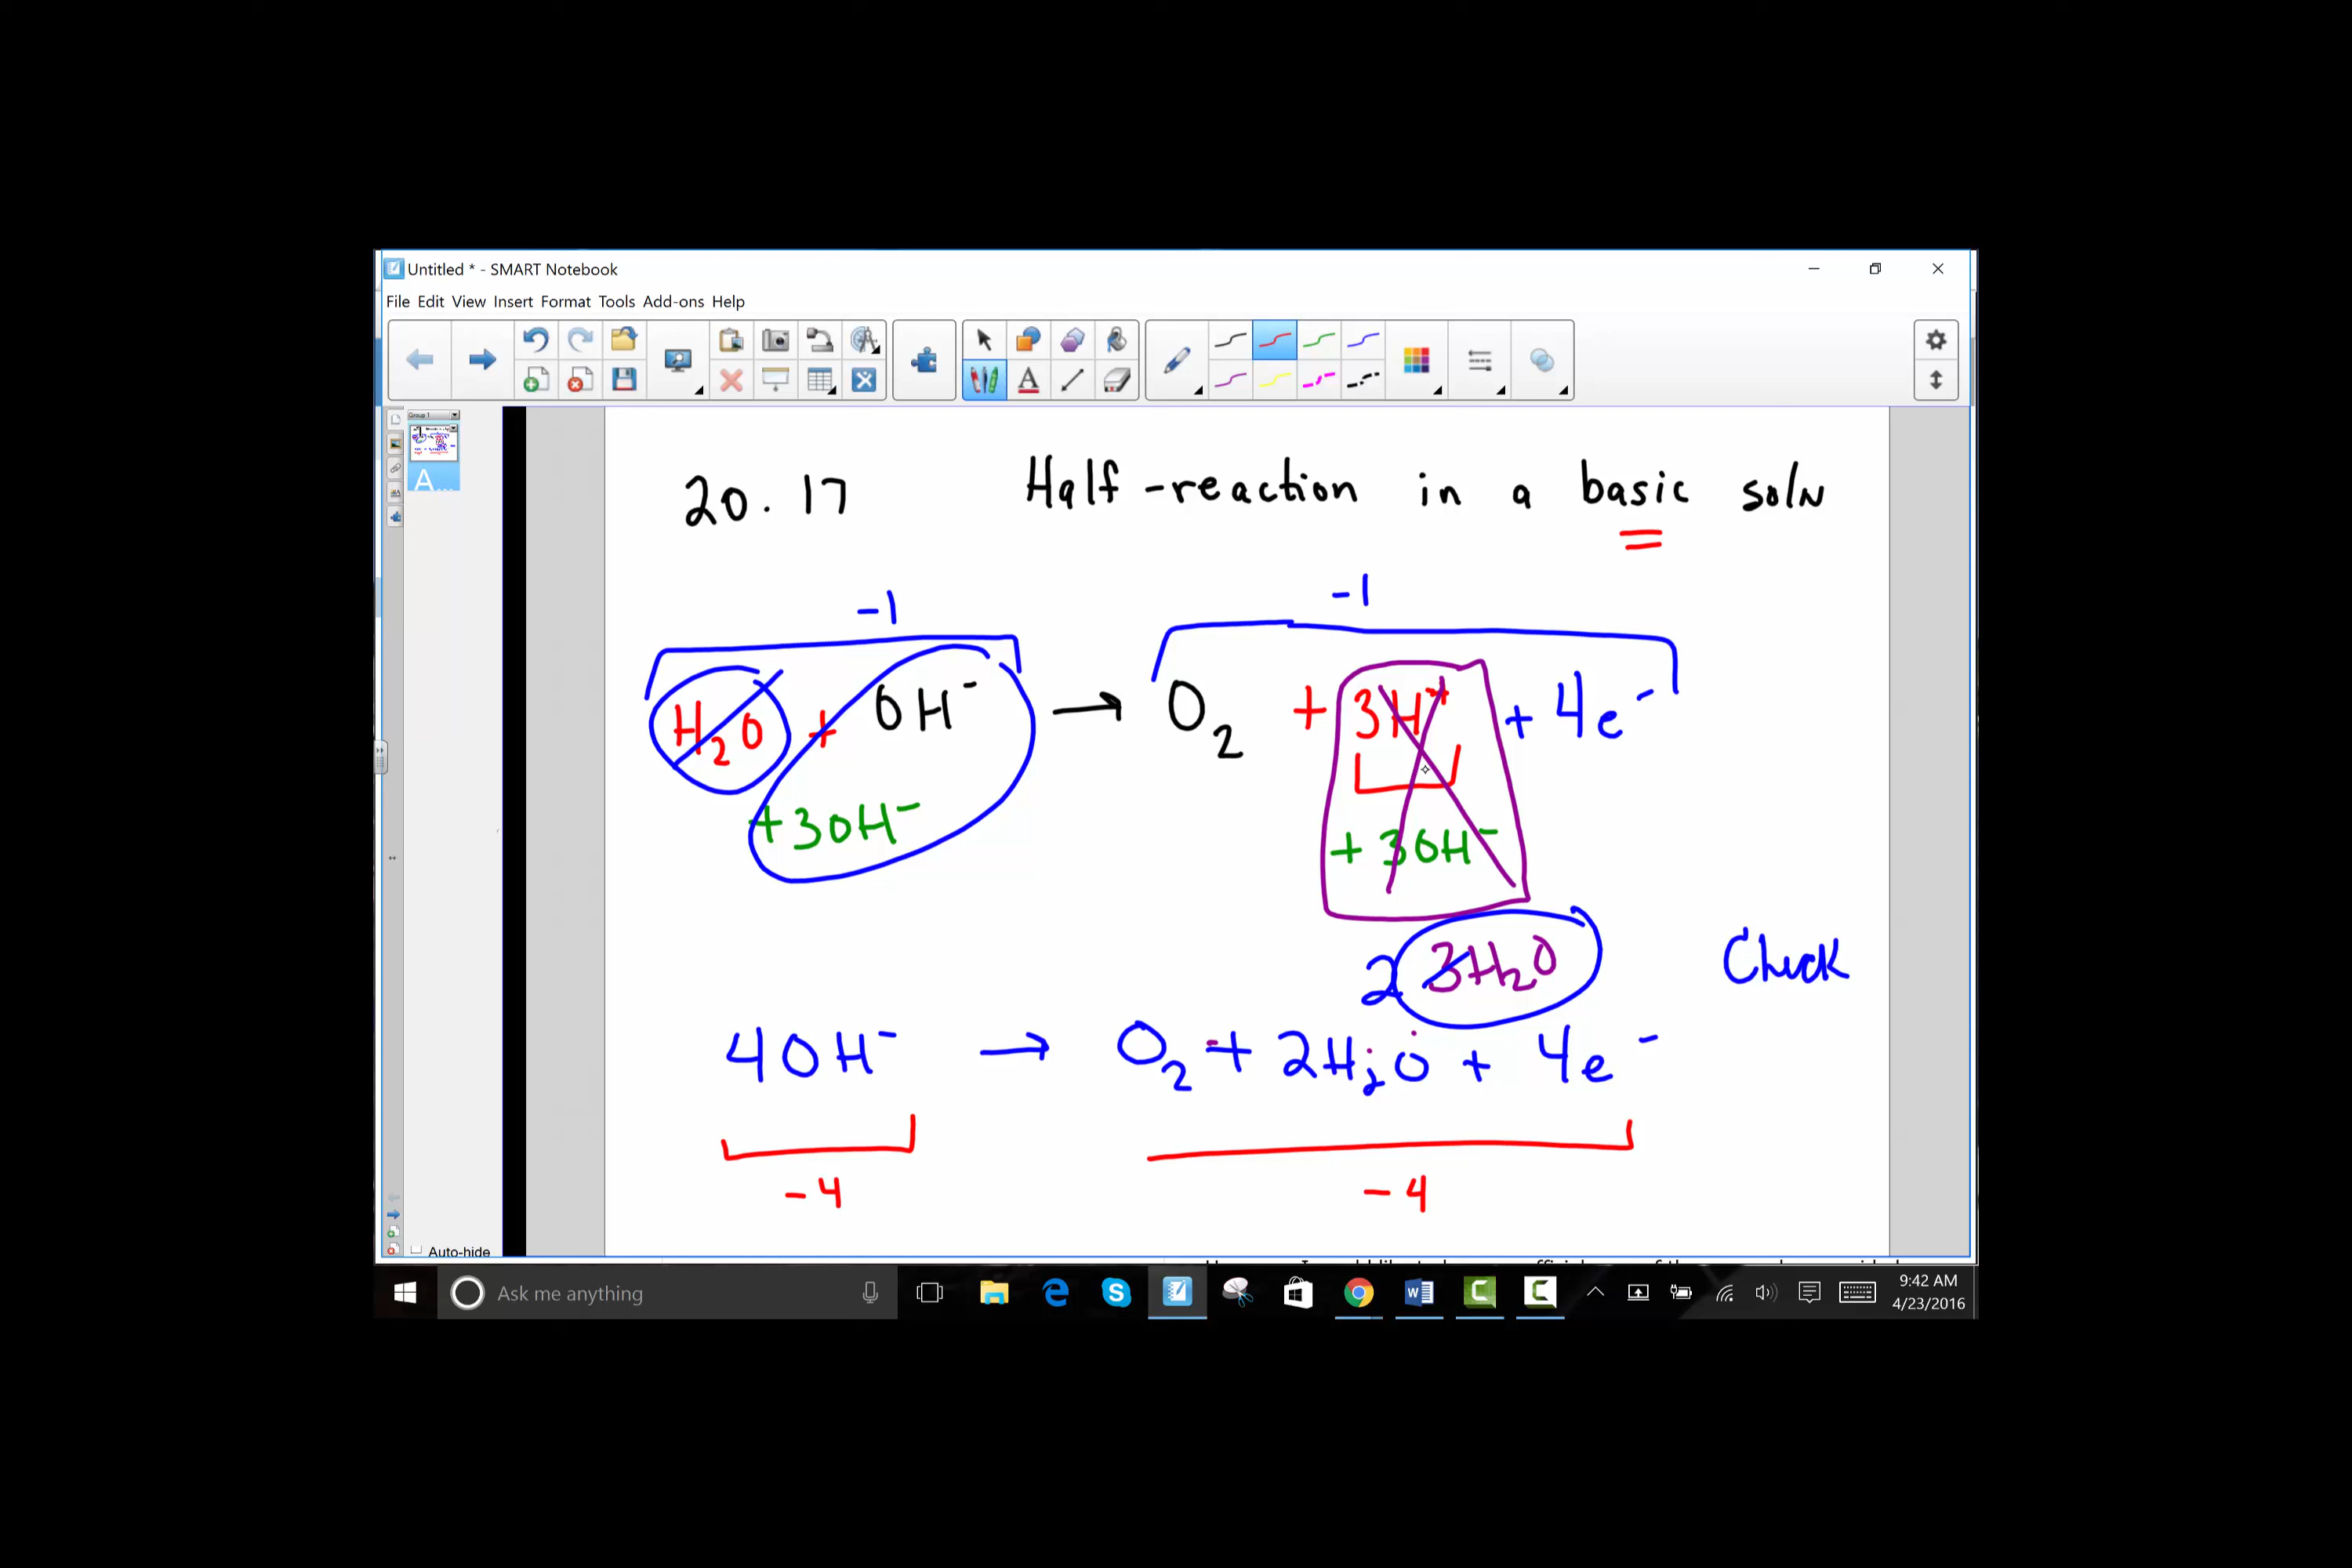 Untitled * - SMART Notebook
File Edit View Insert Format Tools Add-ons Help
Group 1
A...
20.17 Half-reaction in a basic soln
-1 -1
H₂O + OH⁻ → O₂ + 3H⁺ + 4e⁻
+3OH⁻ + 3OH⁻
2 3H₂O Check
4OH⁻ → O₂ + 2H₂O + 4e⁻
-4 -4
Auto-hide
Ask me anything
9:42 AM
4/23/2016